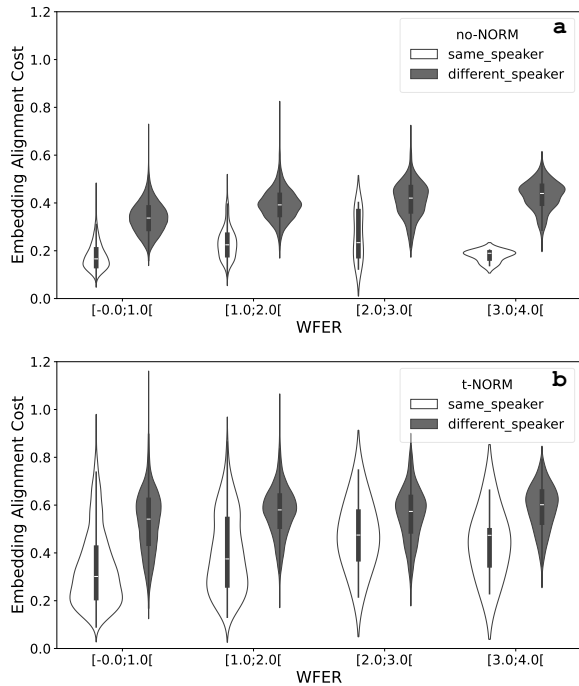 a
no-NORM
same_speaker
different_speaker
Embedding Alignment Cost
1.2
1.0
0.8
0.6
0.4
0.2
0.0
[-0.0;1.0[
[1.0;2.0[
[2.0;3.0[
[3.0;4.0[
WFER
b
t-NORM
same_speaker
different_speaker
Embedding Alignment Cost
1.2
1.0
0.8
0.6
0.4
0.2
0.0
[-0.0;1.0[
[1.0;2.0[
[2.0;3.0[
[3.0;4.0[
WFER